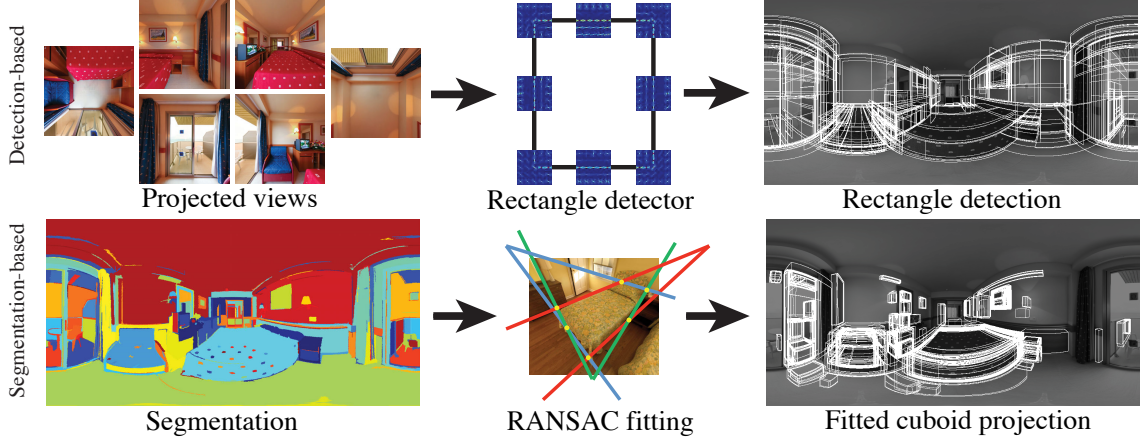 Detection-based
Projected views
Rectangle detector
Rectangle detection
Segmentation-based
Segmentation
RANSAC fitting
Fitted cuboid projection